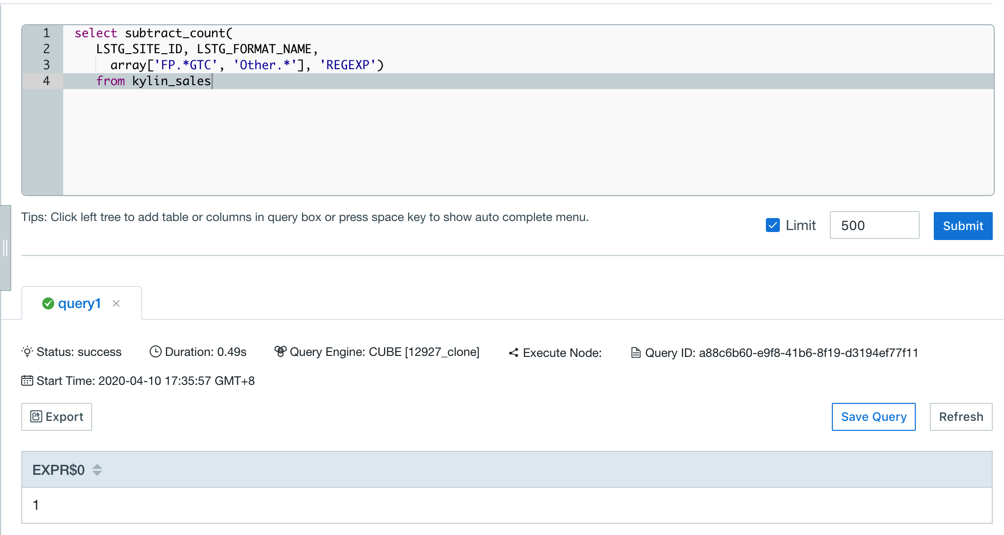 1 select subtract_count(
2 LSTG_SITE_ID, LSTG_FORMAT_NAME,
3 array['FP.*GTC', 'Other.*'], 'REGEXP')
4 from kylin_sales
Tips: Click left tree to add table or columns in query box or press space key to show auto complete menu.
Limit 500 Submit
query1 ×
Status: success Duration: 0.49s Query Engine: CUBE [12927_clone] Execute Node: Query ID: a88c6b60-e9f8-41b6-8f19-d3194ef77f11
Start Time: 2020-04-10 17:35:57 GMT+8
Export Save Query Refresh
EXPR$0
1